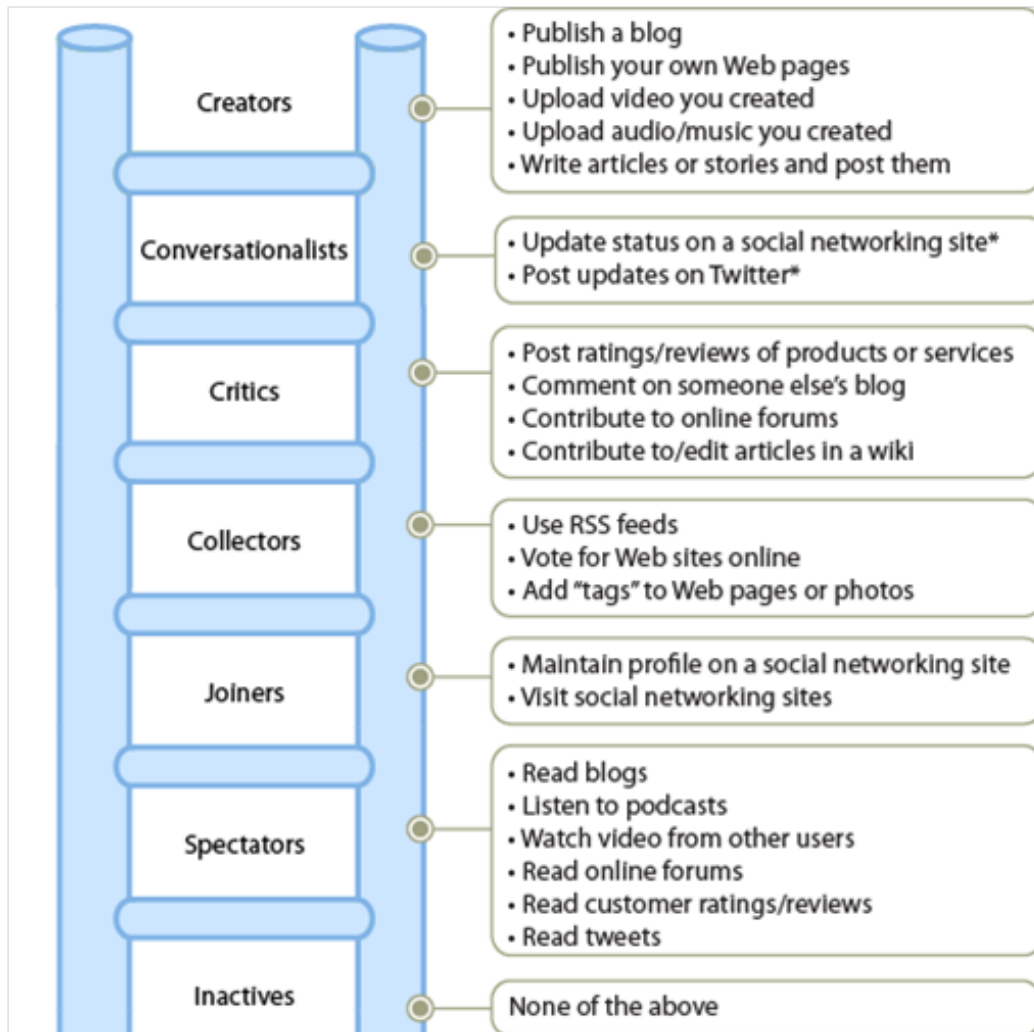 Creators
• Publish a blog
• Publish your own Web pages
• Upload video you created
• Upload audio/music you created
• Write articles or stories and post them
Conversationalists
• Update status on a social networking site*
• Post updates on Twitter*
Critics
• Post ratings/reviews of products or services
• Comment on someone else’s blog
• Contribute to online forums
• Contribute to/edit articles in a wiki
Collectors
• Use RSS feeds
• Vote for Web sites online
• Add “tags” to Web pages or photos
Joiners
• Maintain profile on a social networking site
• Visit social networking sites
Spectators
• Read blogs
• Listen to podcasts
• Watch video from other users
• Read online forums
• Read customer ratings/reviews
• Read tweets
Inactives
None of the above